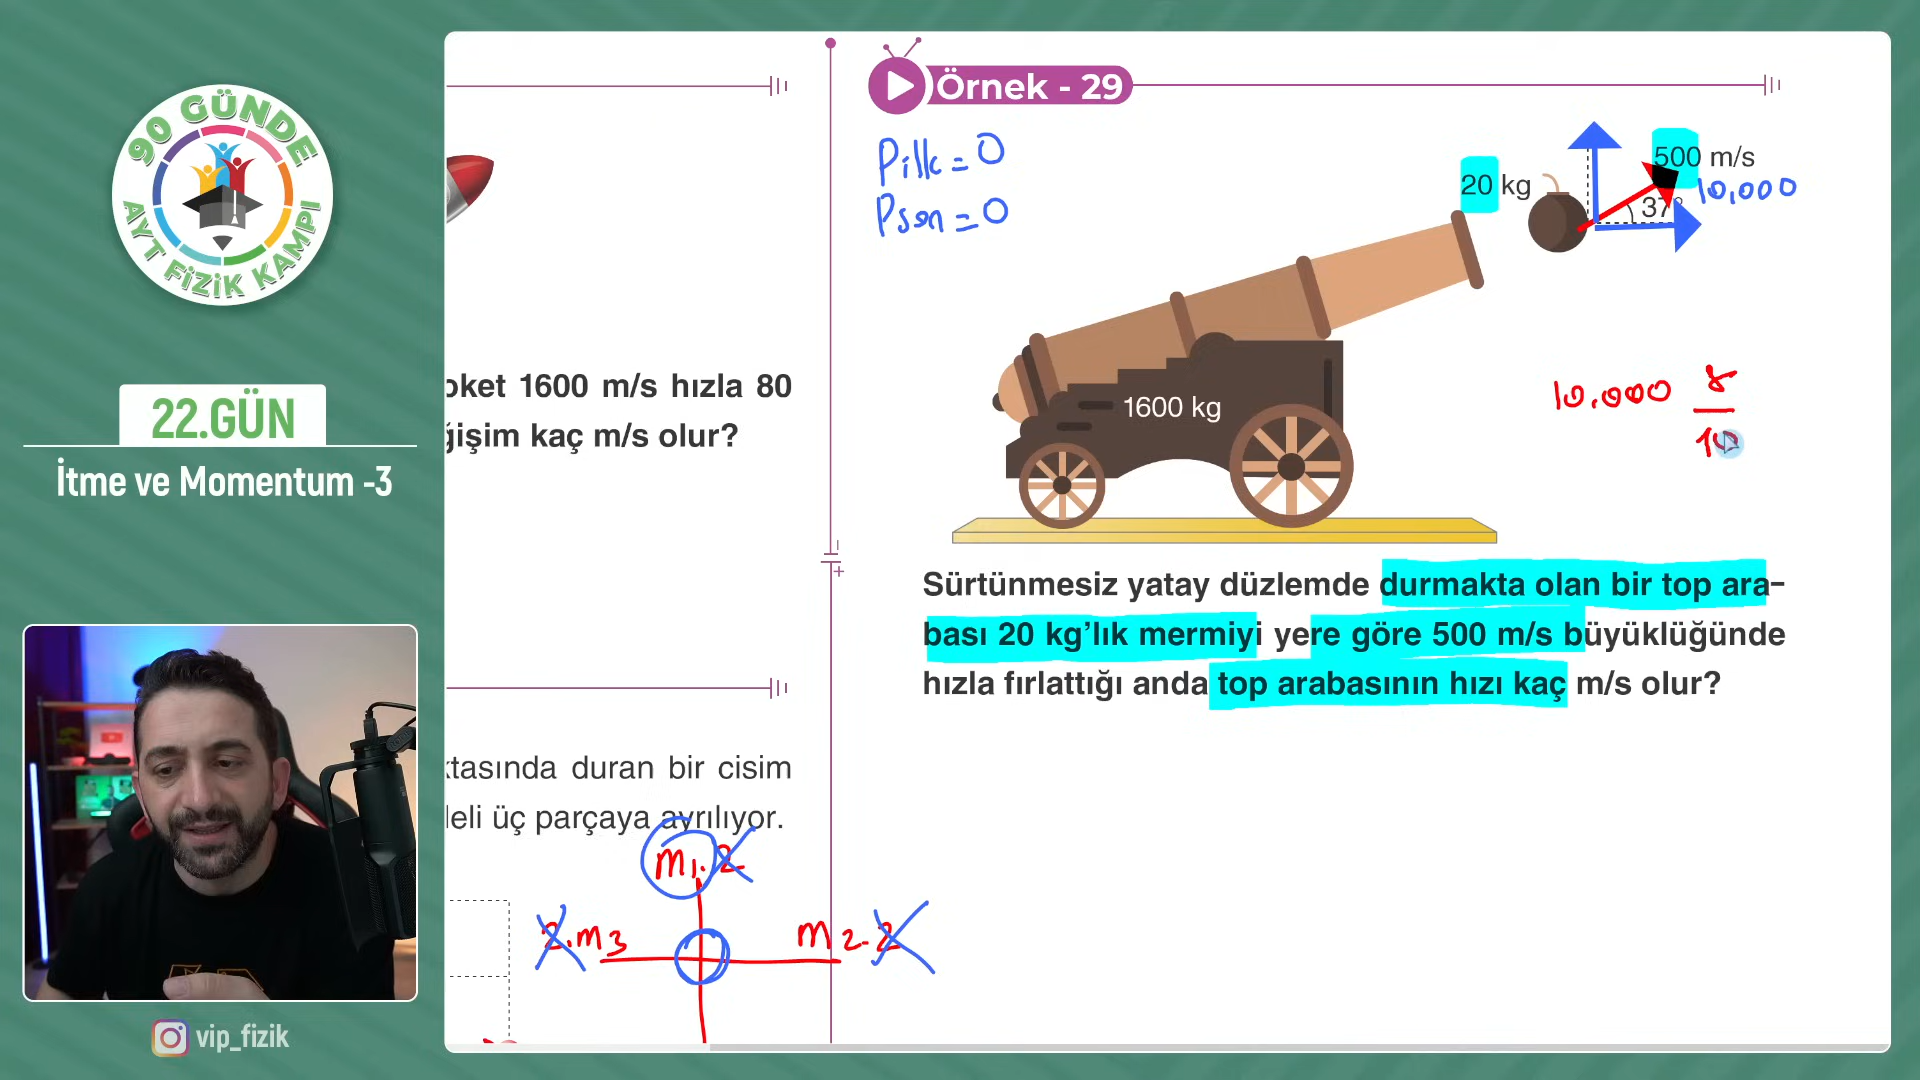 90 GÜNDE
AYT FİZİK KAMPI
22.GÜN
İtme ve Momentum -3
vip_fizik
oket 1600 m/s hızla 80
ğişim kaç m/s olur?
ktasında duran bir cisim
leli üç parçaya ayrılıyor.
m1.2
2.m3
m2.2
Örnek - 29
Pilk = 0
Pson = 0
20 kg
500 m/s
10,000
37°
1600 kg
10.000 8
10
Sürtünmesiz yatay düzlemde durmakta olan bir top ara-
bası 20 kg’lık mermiyi yere göre 500 m/s büyüklüğünde
hızla fırlattığı anda top arabasının hızı kaç m/s olur?